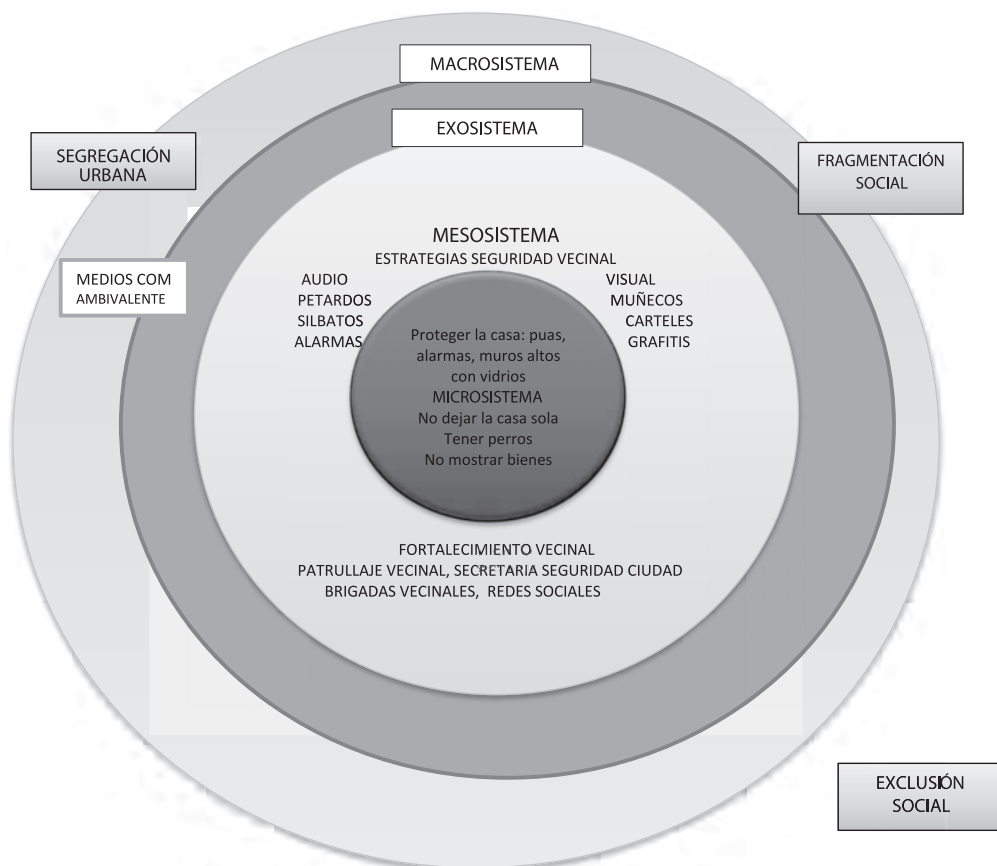 MACROSISTEMA
EXOSISTEMA
SEGREGACIÓN
URBANA
FRAGMENTACIÓN
SOCIAL
MEDIOS COM
AMBIVALENTE
MESOSISTEMA
ESTRATEGIAS SEGURIDAD VECINAL
AUDIO
PETARDOS
SILBATOS
ALARMAS
VISUAL
MUÑECOS
CARTELES
GRAFITIS
Proteger la casa: puas,
alarmas, muros altos
con vidrios
MICROSISTEMA
No dejar la casa sola
Tener perros
No mostrar bienes
FORTALECIMIENTO VECINAL
PATRULLAJE VECINAL, SECRETARIA SEGURIDAD CIUDAD
BRIGADAS VECINALES, REDES SOCIALES
EXCLUSIÓN
SOCIAL